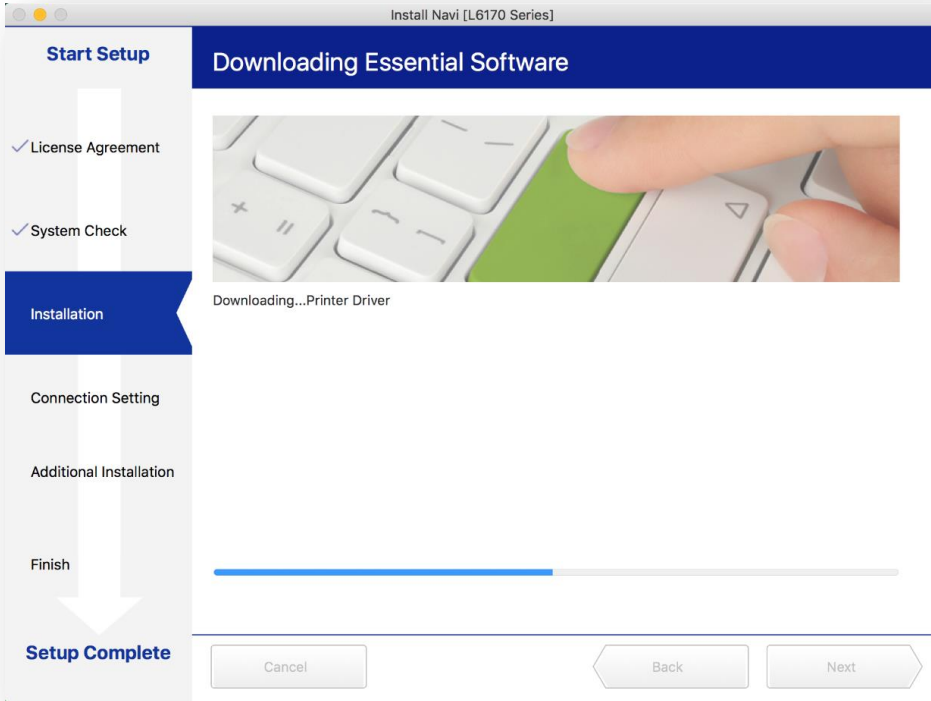 Install Navi [L6170 Series]
Start Setup
License Agreement
System Check
Installation
Connection Setting
Additional Installation
Finish
Setup Complete
Downloading Essential Software
+
=
{
[
Downloading...Printer Driver
Cancel
Back
Next